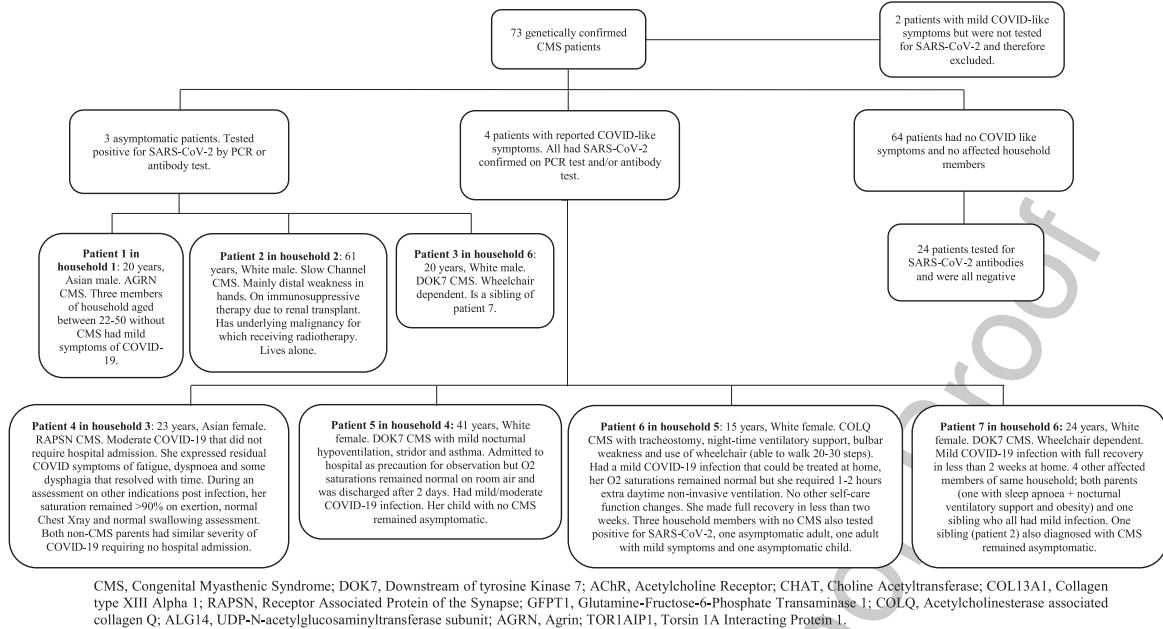 73 genetically confirmed
CMS patients
2 patients with mild COVID-like
symptoms but were not tested
for SARS-CoV-2 and therefore
excluded.
3 asymptomatic patients. Tested
positive for SARS-CoV-2 by PCR or
antibody test.
4 patients with reported COVID-like
symptoms. All had SARS-CoV-2
confirmed on PCR test and/or antibody
test.
64 patients had no COVID like
symptoms and no affected household
members
24 patients tested for
SARS-CoV-2
antibodies
and were all negative
Patient 1 in
household 1: 20 years,
Asian male. AGRN
CMS. Three members
of household aged
between 22-50 without
CMS had mild
symptoms of COVID-
19.
Patient 2 in household 2: 61
years, White male. Slow Channel
CMS. Mainly distal weakness in
hands. On immunosuppressive
therapy due to renal transplant.
Has underlying malignancy for
which receiving radiotherapy.
Lives alone.
Patient 3 in household 6:
20 years, White male.
DOK7 CMS. Wheelchair
dependent. Is a sibling of
patient 7.
Patient 4 in household 3: 23 years, Asian female.
RAPSN CMS. Moderate COVID-19 that did not
require hospital admission. She expressed residual
COVID symptoms of fatigue, dyspnoea and some
dysphagia that resolved with time. During an
assessment on other indications post infection, her
saturation remained >90% on exertion, normal
Chest Xray and normal swallowing assessment.
Both non-CMS parents had similar severity of
COVID-19 requiring no hospital admission.
Patient 5 in household 4: 41 years, White
female. DOK7 CMS with mild nocturnal
hypoventilation, stridor and asthma. Admitted
to hospital as precaution for observation but O2
saturations remained normal on room air and
was discharged after 2 days. Had mild/moderate
COVID-19 infection. Her child with no CMS
remained asymptomatic.
Patient 6 in household 5: 15 years, White female. COLQ
CMS with tracheostomy, night-time ventilatory support, bulbar
weakness and use of wheelchair (able to walk 20-30 steps).
Had a mild COVID-19 infection that could be treated at home,
her O2 saturations remained normal but she required 1-2 hours
extra daytime non-invasive ventilation. No other self-care
function changes. She made full recovery in less than two
weeks. Three household members with no CMS also tested
positive for SARS-CoV-2, one asymptomatic adult, one adult
with mild symptoms and one asymptomatic child.
Patient 7 in household 6: 24 years, White
female. DOK7 CMS. Wheelchair dependent.
Mild COVID-19 infection with full recovery
in less than 2 weeks at home. 4 other affected
members of same household; both parents
(one with sleep apnoea + nocturnal
ventilatory support and obesity) and one
sibling who all had mild infection. One
sibling (patient 2) also diagnosed with CMS
remained asymptomatic.
CMS, Congenital Myasthenic Syndrome; DOK7, Downstream of tyrosine Kinase 7; AChR, Acetylcholine Receptor; CHAT, Choline Acetyltransferase; COL13A1, Collagen
type XIII Alpha 1; RAPSN, Receptor Associated Protein of the Synapse; GFPT1, Glutamine-Fructose-6-Phosphate Transaminase 1; COLQ, Acetylcholinesterase associated
collagen Q; ALG14, UDP-N-acetylglucosaminyltransferase subunit; AGRN, Agrin; TOR1AIP1, Torsin 1A Interacting Protein 1.